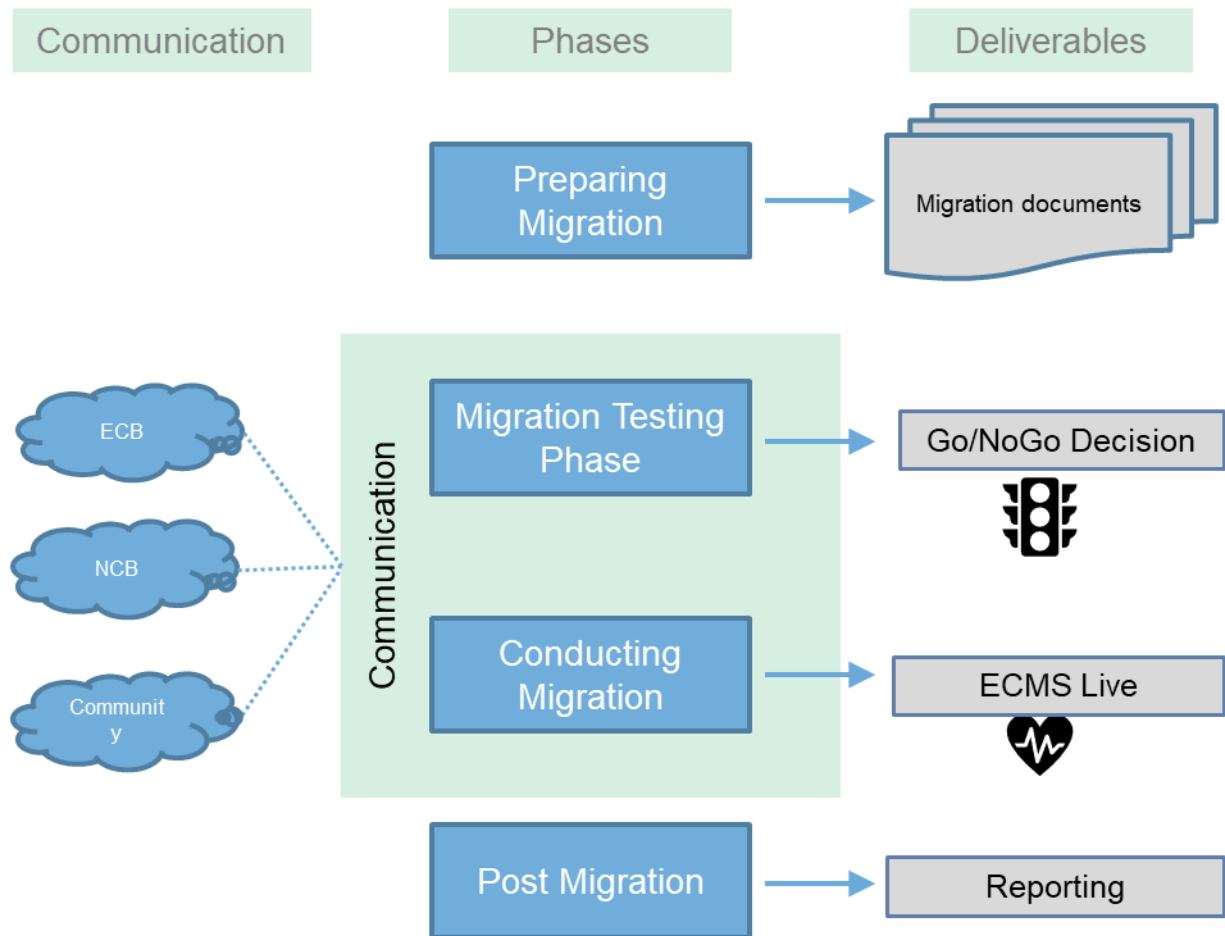 Communication
Phases
Deliverables
Preparing
Migration
Migration documents
ECB
NCB
Communit
y
Communication
Migration Testing
Phase
Go/NoGo Decision
Conducting
Migration
ECMS Live
Post Migration
Reporting